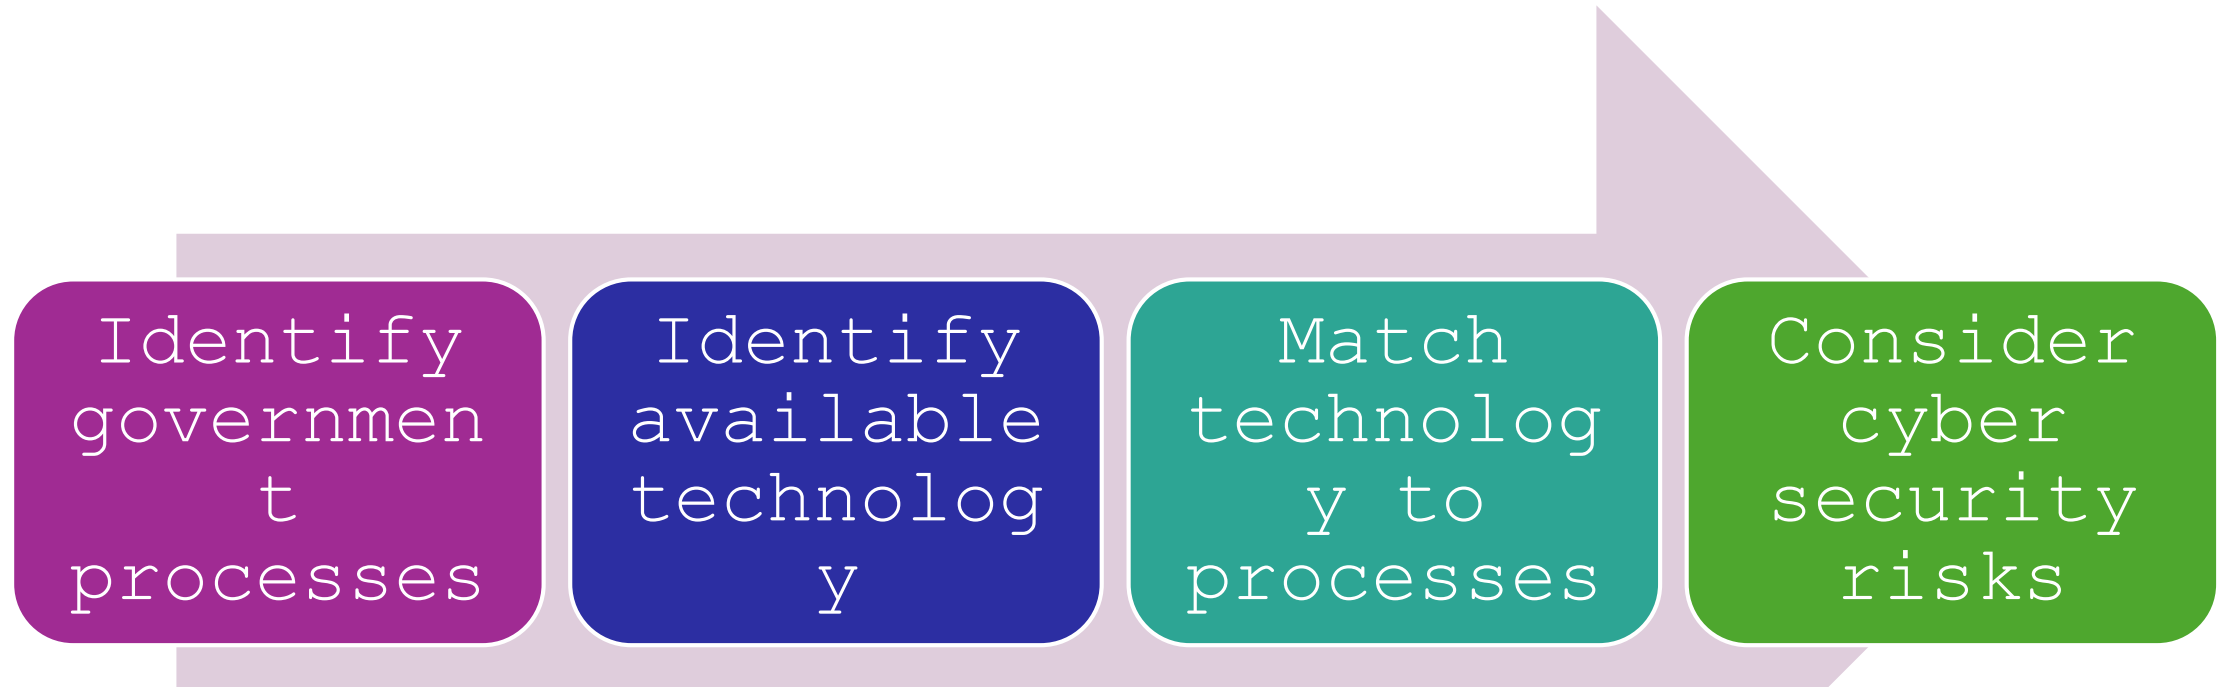 Identify
governmen
t
processes
Identify
available
technolog
y
Match
technolog
y to
processes
Consider
cyber
security
risks